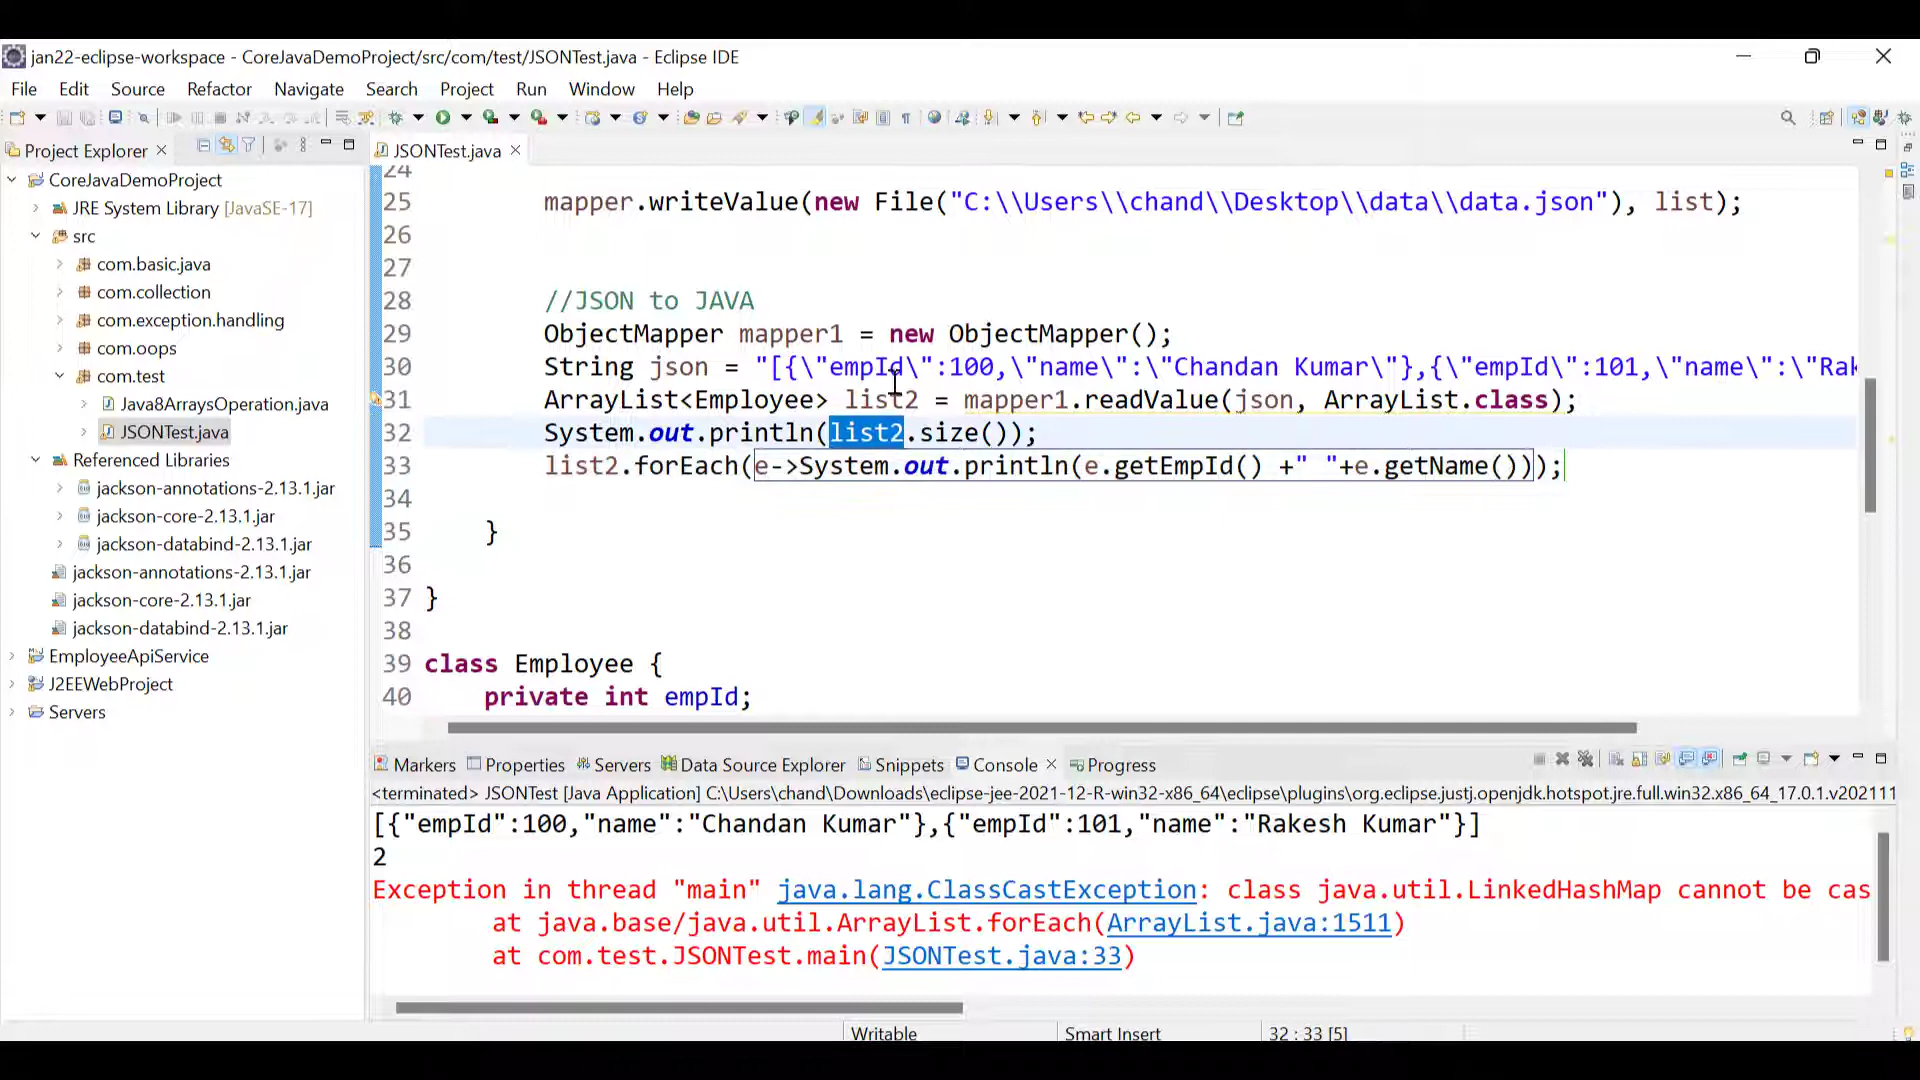 jan22-eclipse-workspace - CoreJavaDemoProject/src/com/test/JSONTest.java - Eclipse IDE
File Edit Source Refactor Navigate Search Project Run Window Help
Project Explorer
CoreJavaDemoProject
JRE System Library [JavaSE-17]
src
com.basic.java
com.collection
com.exception.handling
com.oops
com.test
Java8ArraysOperation.java
JSONTest.java
Referenced Libraries
jackson-annotations-2.13.1.jar
jackson-core-2.13.1.jar
jackson-databind-2.13.1.jar
jackson-annotations-2.13.1.jar
jackson-core-2.13.1.jar
jackson-databind-2.13.1.jar
EmployeeApiService
J2EEWebProject
Servers
JSONTest.java
24
25 mapper.writeValue(new File("C:\\Users\\chand\\Desktop\\data\\data.json"), list);
26
27
28 //JSON to JAVA
29 ObjectMapper mapper1 = new ObjectMapper();
30 String json = "[{\"empId\":100,\"name\":\"Chandan Kumar\"},{\"empId\":101,\"name\":\"Rak
31 ArrayList<Employee> list2 = mapper1.readValue(json, ArrayList.class);
32 System.out.println(list2.size());
33 list2.forEach(e->System.out.println(e.getEmpId() +" "+e.getName()));
34
35 }
36
37 }
38
39 class Employee {
40 private int empId;
Markers Properties Servers Data Source Explorer Snippets Console Progress
<terminated> JSONTest [Java Application] C:\Users\chand\Downloads\eclipse-jee-2021-12-R-win32-x86_64\eclipse\plugins\org.eclipse.justj.openjdk.hotspot.jre.full.win32.x86_64_17.0.1.v202111
[{"empId":100,"name":"Chandan Kumar"},{"empId":101,"name":"Rakesh Kumar"}]
2
Exception in thread "main" java.lang.ClassCastException: class java.util.LinkedHashMap cannot be cas
at java.base/java.util.ArrayList.forEach(ArrayList.java:1511)
at com.test.JSONTest.main(JSONTest.java:33)
Writable Smart Insert 32 : 33 [5]